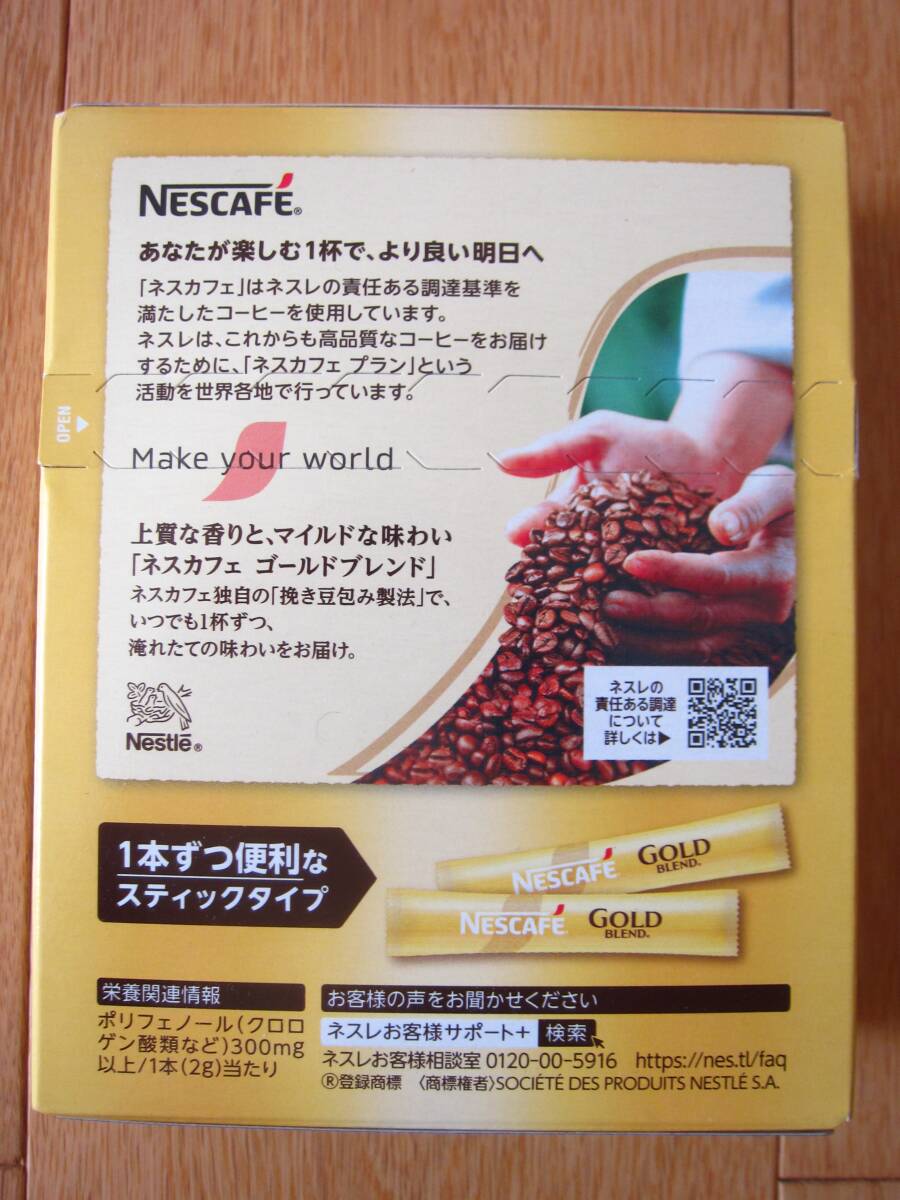 NESCAFÉ®
あなたが楽しむ1杯で、より良い明日へ
「ネスカフェ」はネスレの責任ある調達基準を
満たしたコーヒーを使用しています。
ネスレは、これからも高品質なコーヒーをお届け
するために、「ネスカフェ プラン」という
活動を世界各地で行っています。
OPEN
Make your world
上質な香りと、マイルドな味わい
「ネスカフェ ゴールドブレンド」
ネスカフェ独自の「挽き豆包み製法」で、
いつでも1杯ずつ、
淹れたての味わいをお届け。
Nestlé®
ネスレの
責任ある調達
について
詳しくは▶
1本ずつ便利な
スティックタイプ
NESCAFÉ GOLD
BLEND®
NESCAFÉ GOLD
BLEND®
栄養関連情報
ポリフェノール(クロロ
ゲン酸類など)300mg
以上/1本(2g)当たり
お客様の声をお聞かせください
ネスレお客様サポート+ 検索
ネスレお客様相談室 0120-00-5916 https://nes.tl/faq
®登録商標 〈商標権者〉SOCIÉTÉ DES PRODUITS NESTLÉ S.A.